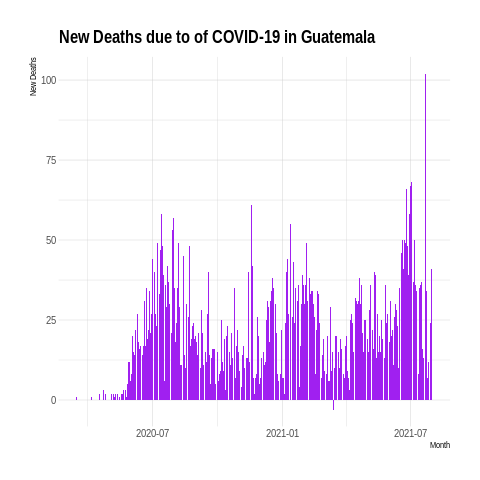 New Deaths due to of COVID-19 in Guatemala
New Deaths
100
75
50
25
0
2020-07
2021-01
2021-07
Month